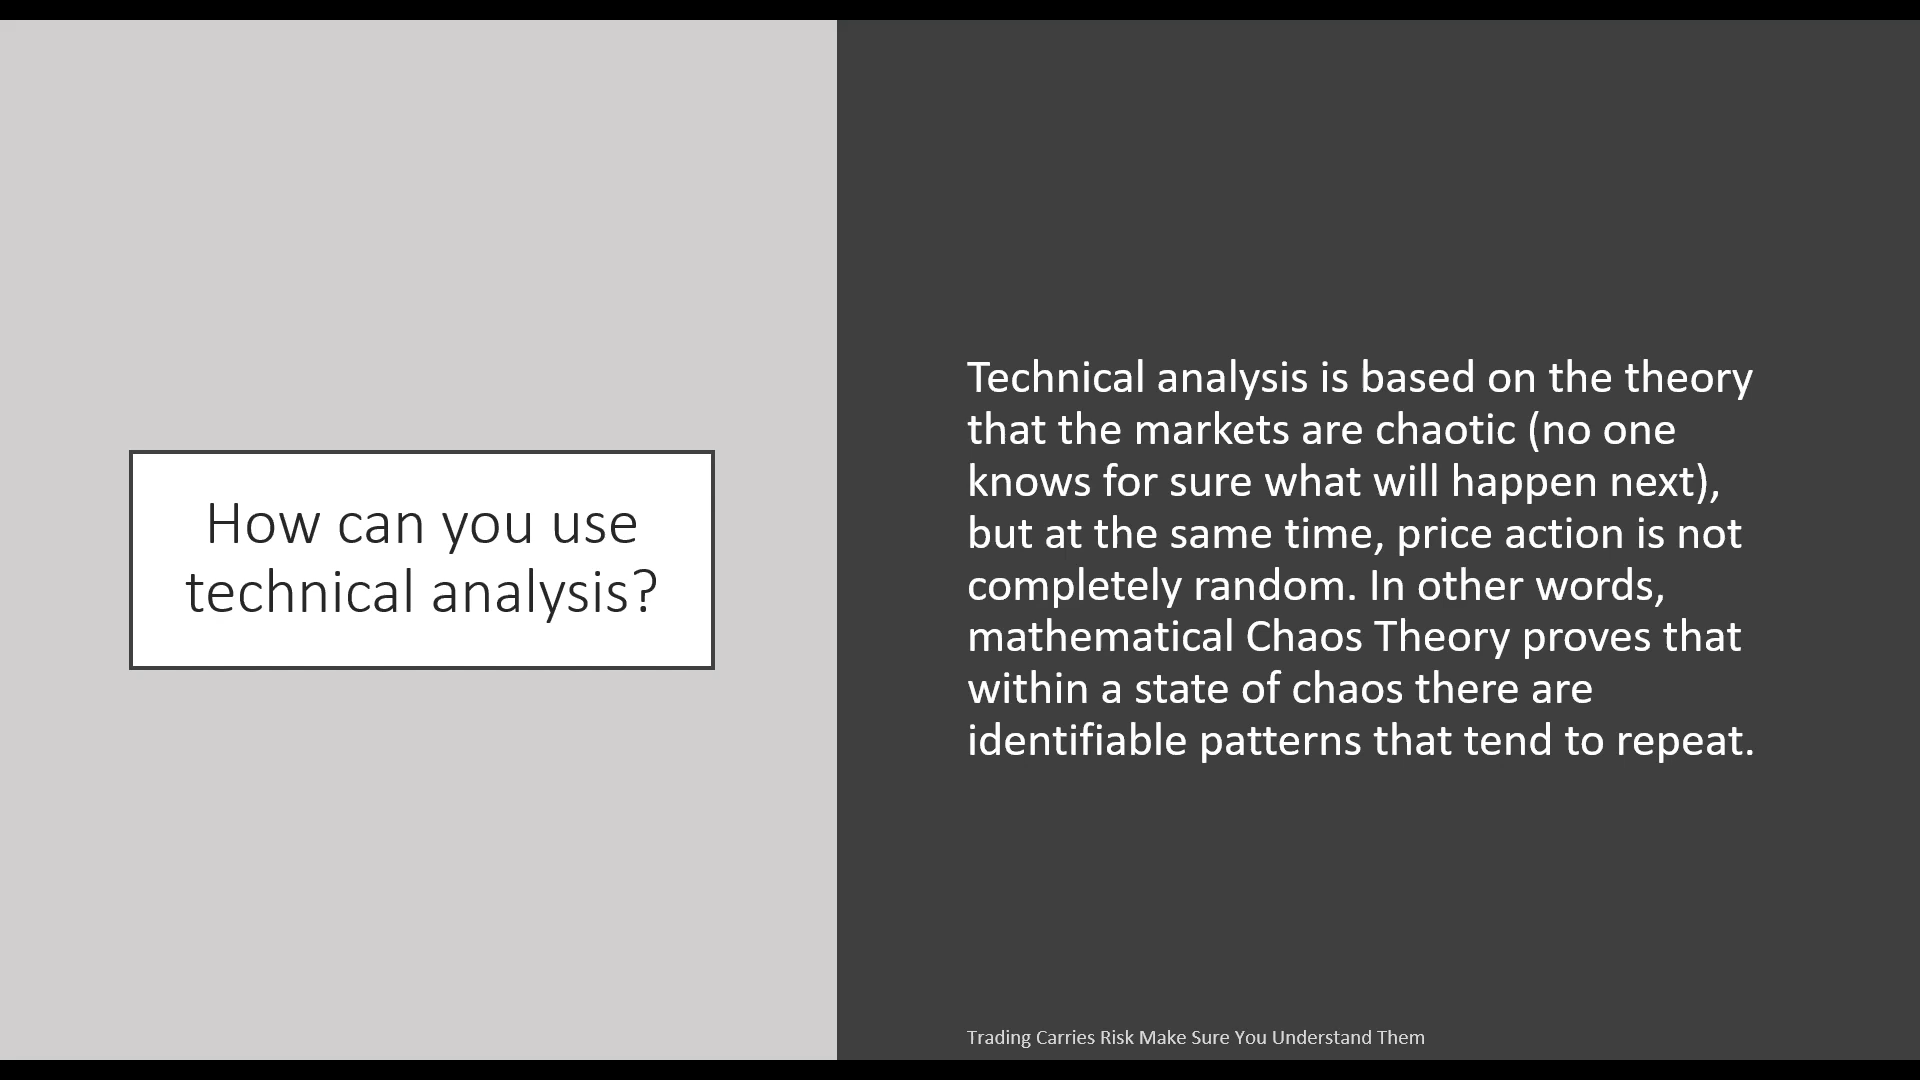 How can you use
technical analysis?
Technical analysis is based on the theory
that the markets are chaotic (no one
knows for sure what will happen next),
but at the same time, price action is not
completely random. In other words,
mathematical Chaos Theory proves that
within a state of chaos there are
identifiable patterns that tend to repeat.
Trading Carries Risk Make Sure You Understand Them